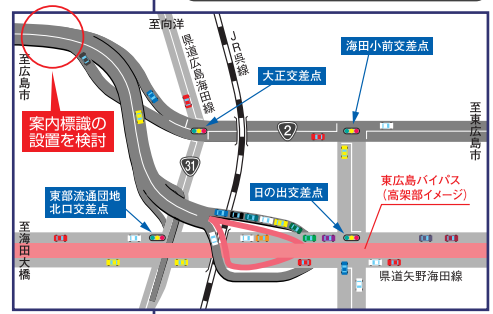 至向洋
県道広島海田線
JR呉線
海田小前交差点
大正交差点
至広島市
案内標識の
設置を検討
2
至東広島市
31
東部流通団地
北口交差点
日の出交差点
東広島バイパス
(高架部イメージ)
至海田大橋
県道矢野海田線